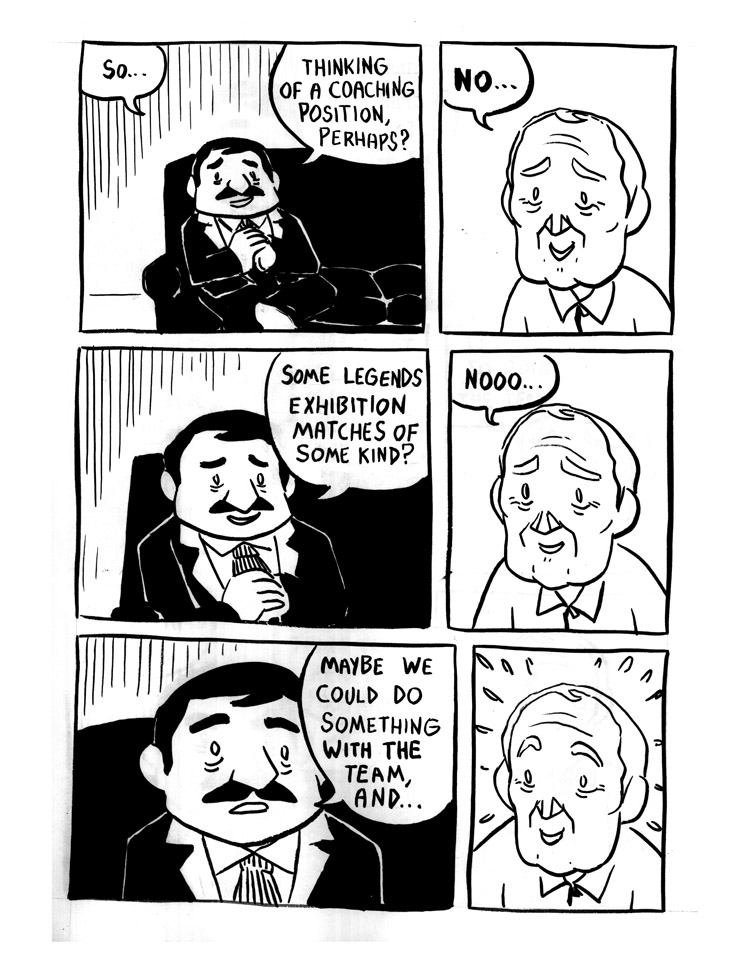 SO...
THINKING
OF A COACHING
POSITION,
PERHAPS?
NO...
SOME LEGENDS
EXHIBITION
MATCHES OF
SOME KIND?
NOOO...
MAYBE WE
COULD DO
SOMETHING
WITH THE
TEAM,
AND...